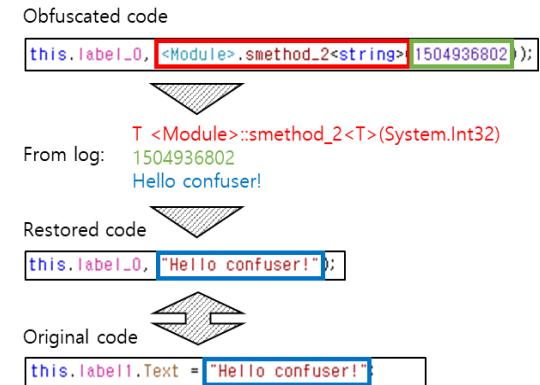 Obfuscated code
this.label_0, <Module>.smethod_2<string>(1504936802));
T <Module>::smethod_2<T>(System.Int32)
From log: 1504936802
Hello confuser!
Restored code
this.label_0, "Hello confuser!");
Original code
this.label1.Text = "Hello confuser!";